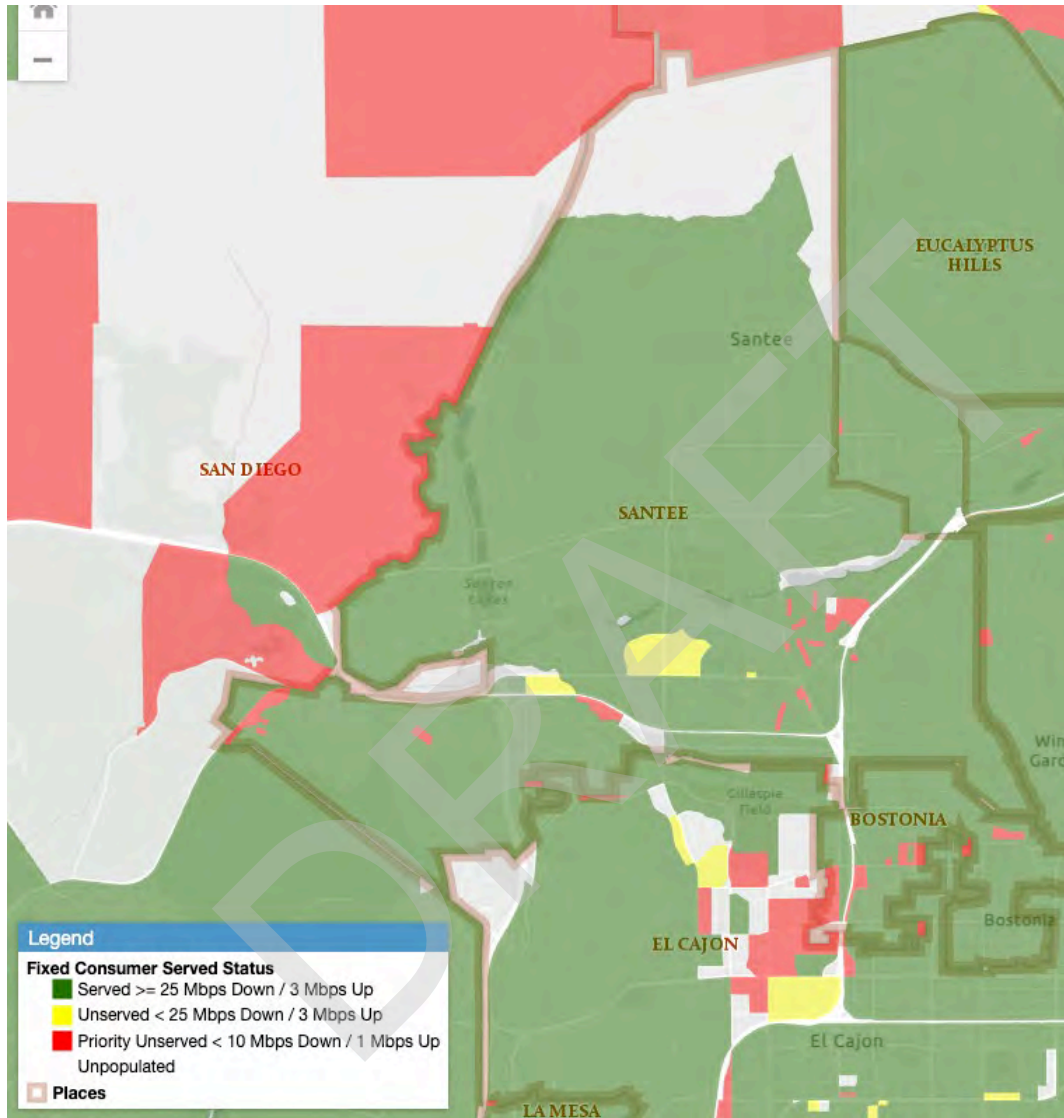 EUCALYPTUS
HILLS
Santee
SAN DIEGO
SANTEE
Santee
Lakes
Win
Gard
Gillespie
Field
BOSTONIA
Bostonia
EL CAJON
El Cajon
LA MESA
DRAFT
Legend
Fixed Consumer Served Status
Served >= 25 Mbps Down / 3 Mbps Up
Unserved < 25 Mbps Down / 3 Mbps Up
Priority Unserved < 10 Mbps Down / 1 Mbps Up
Unpopulated
Places